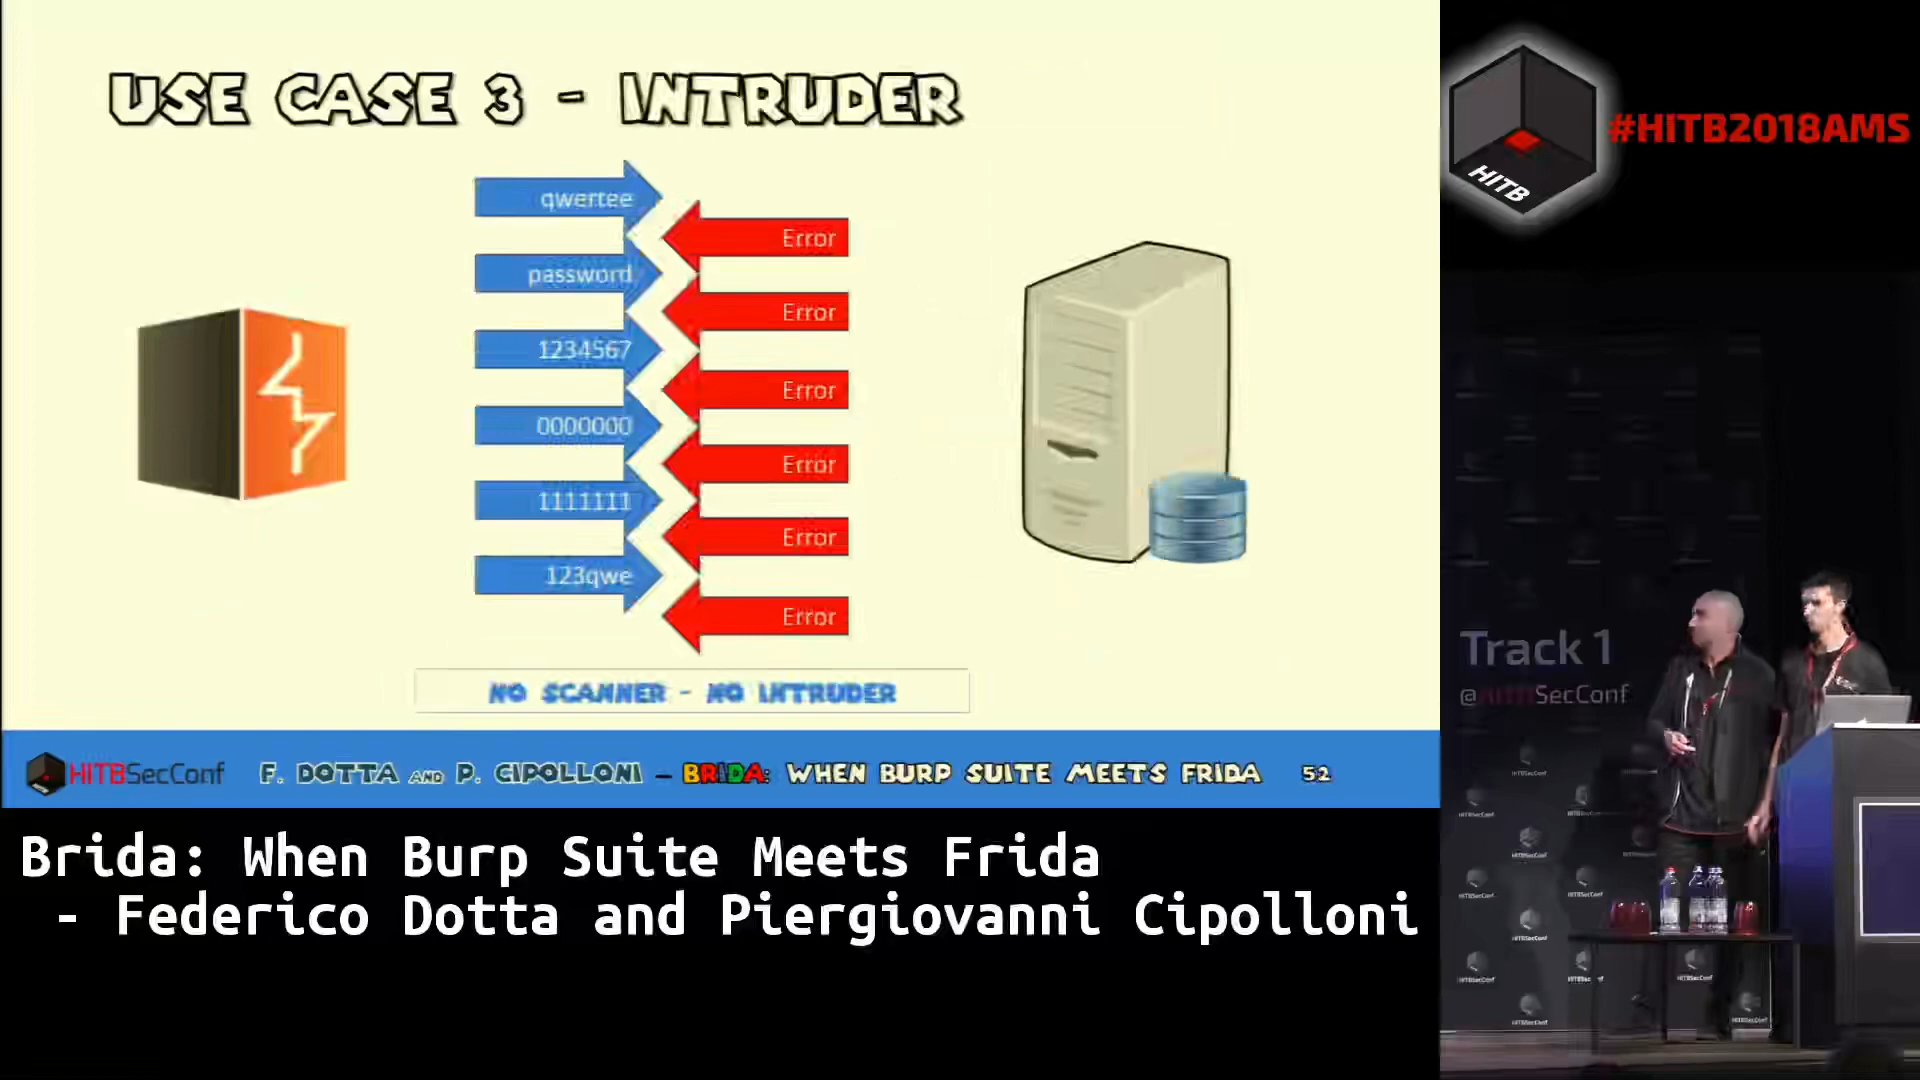 USE CASE 3 - INTRUDER
qwertee
Error
password
Error
1234567
Error
0000000
Error
1111111
Error
123qwe
Error
NO SCANNER - NO INTRUDER
HITBSecConf F. DOTTA AND P. CIPOLLONI – BRIDA: WHEN BURP SUITE MEETS FRIDA 52
Brida: When Burp Suite Meets Frida
- Federico Dotta and Piergiovanni Cipolloni
HITB
#HITB2018AMS
Track 1
@HITBSecConf